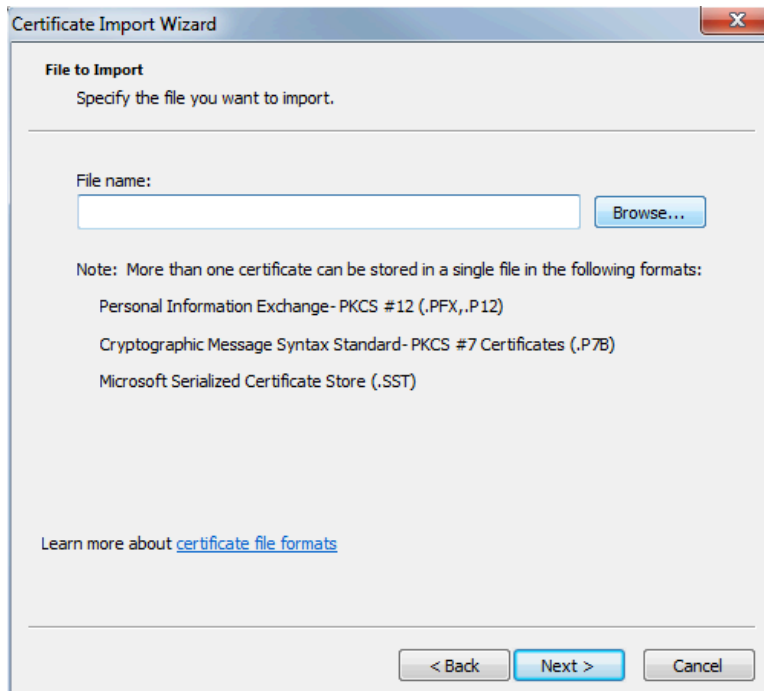 Certificate Import Wizard
File to Import
Specify the file you want to import.
File name:
Browse...
Note:  More than one certificate can be stored in a single file in the following formats:
Personal Information Exchange- PKCS #12 (.PFX,.P12)
Cryptographic Message Syntax Standard- PKCS #7 Certificates (.P7B)
Microsoft Serialized Certificate Store (.SST)
Learn more about certificate file formats
< Back  Next >  Cancel